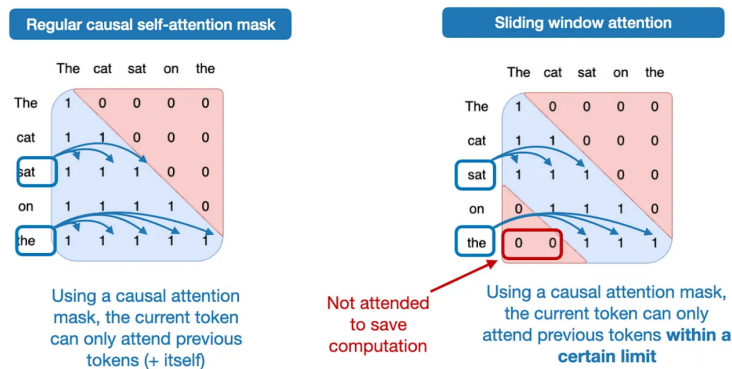 Regular causal self-attention mask
The cat sat on the
The 1 0 0 0 0
cat 1 1 0 0 0
sat 1 1 1 0 0
on 1 1 1 1 0
the 1 1 1 1 1
Using a causal attention
mask, the current token
can only attend previous
tokens (+ itself)
Sliding window attention
The cat sat on the
The 1 0 0 0 0
cat 1 1 0 0 0
sat 1 1 1 0 0
on 0 1 1 1 0
the 0 0 1 1 1
Not attended
to save
computation
Using a causal attention mask,
the current token can only
attend previous tokens within a
certain limit